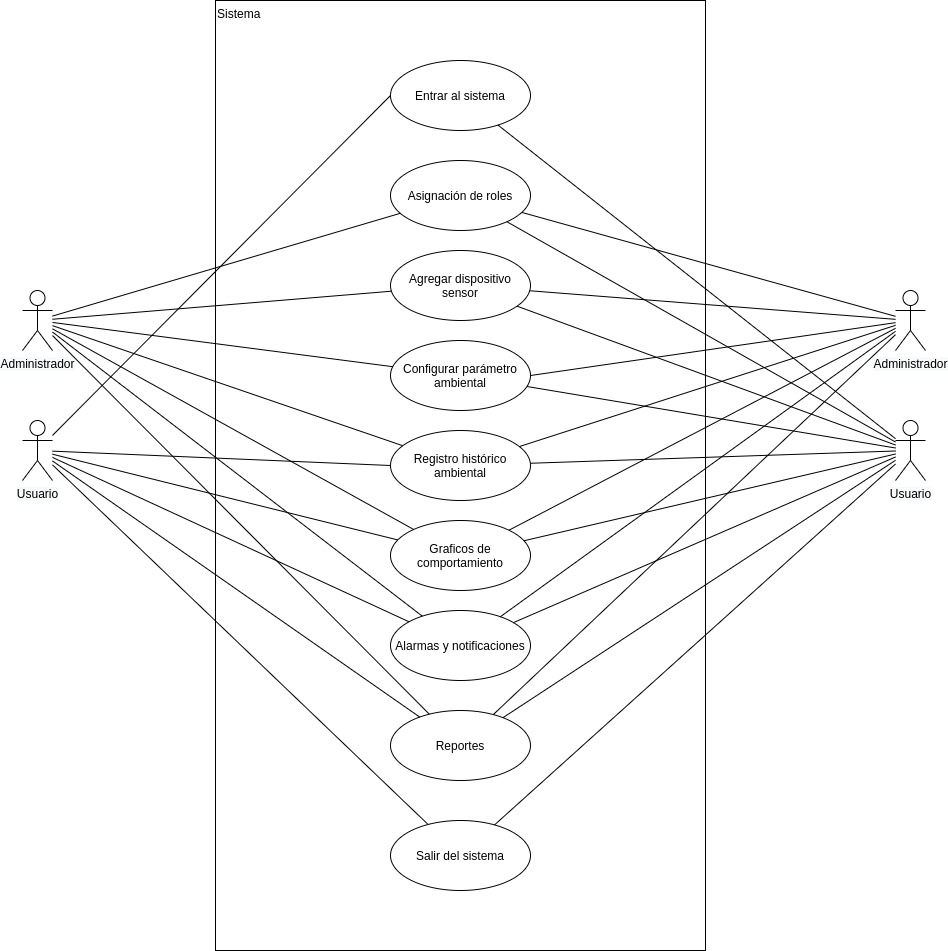 Sistema
Entrar al sistema
Asignación de roles
Agregar dispositivo
sensor
Configurar parámetro
ambiental
Registro histórico
ambiental
Graficos de
comportamiento
Alarmas y notificaciones
Reportes
Salir del sistema
Administrador
Usuario
Administrador
Usuario